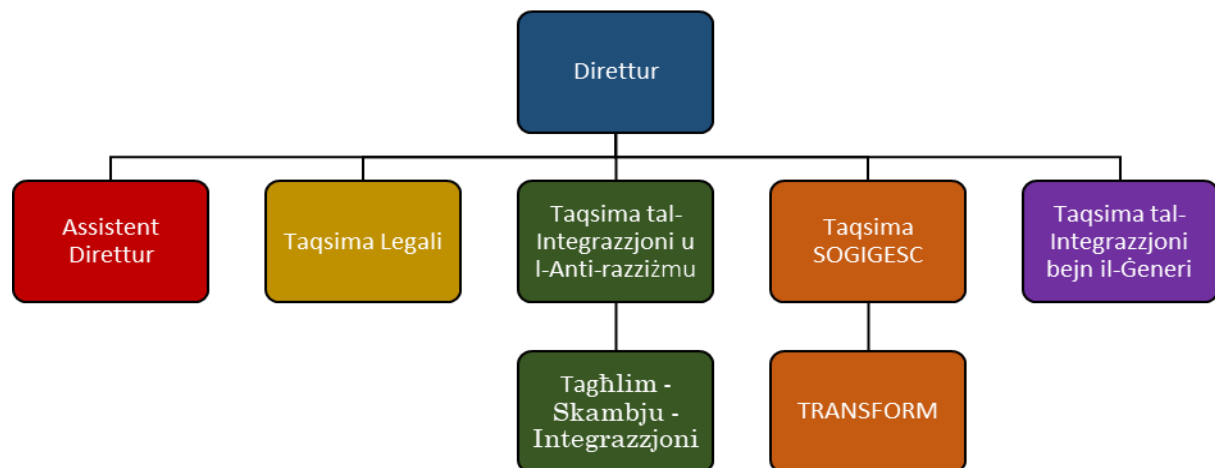 Direttur
Assistent
Direttur
Taqsima Legali
Taqsima tal-
Integrazzjoni u
l-Anti-razziżmu
Taqsima
SOGIGESC
Taqsima tal-
Integrazzjoni
bejn il-Ġeneri
Tagħlim -
Skambju -
Integrazzjoni
TRANSFORM